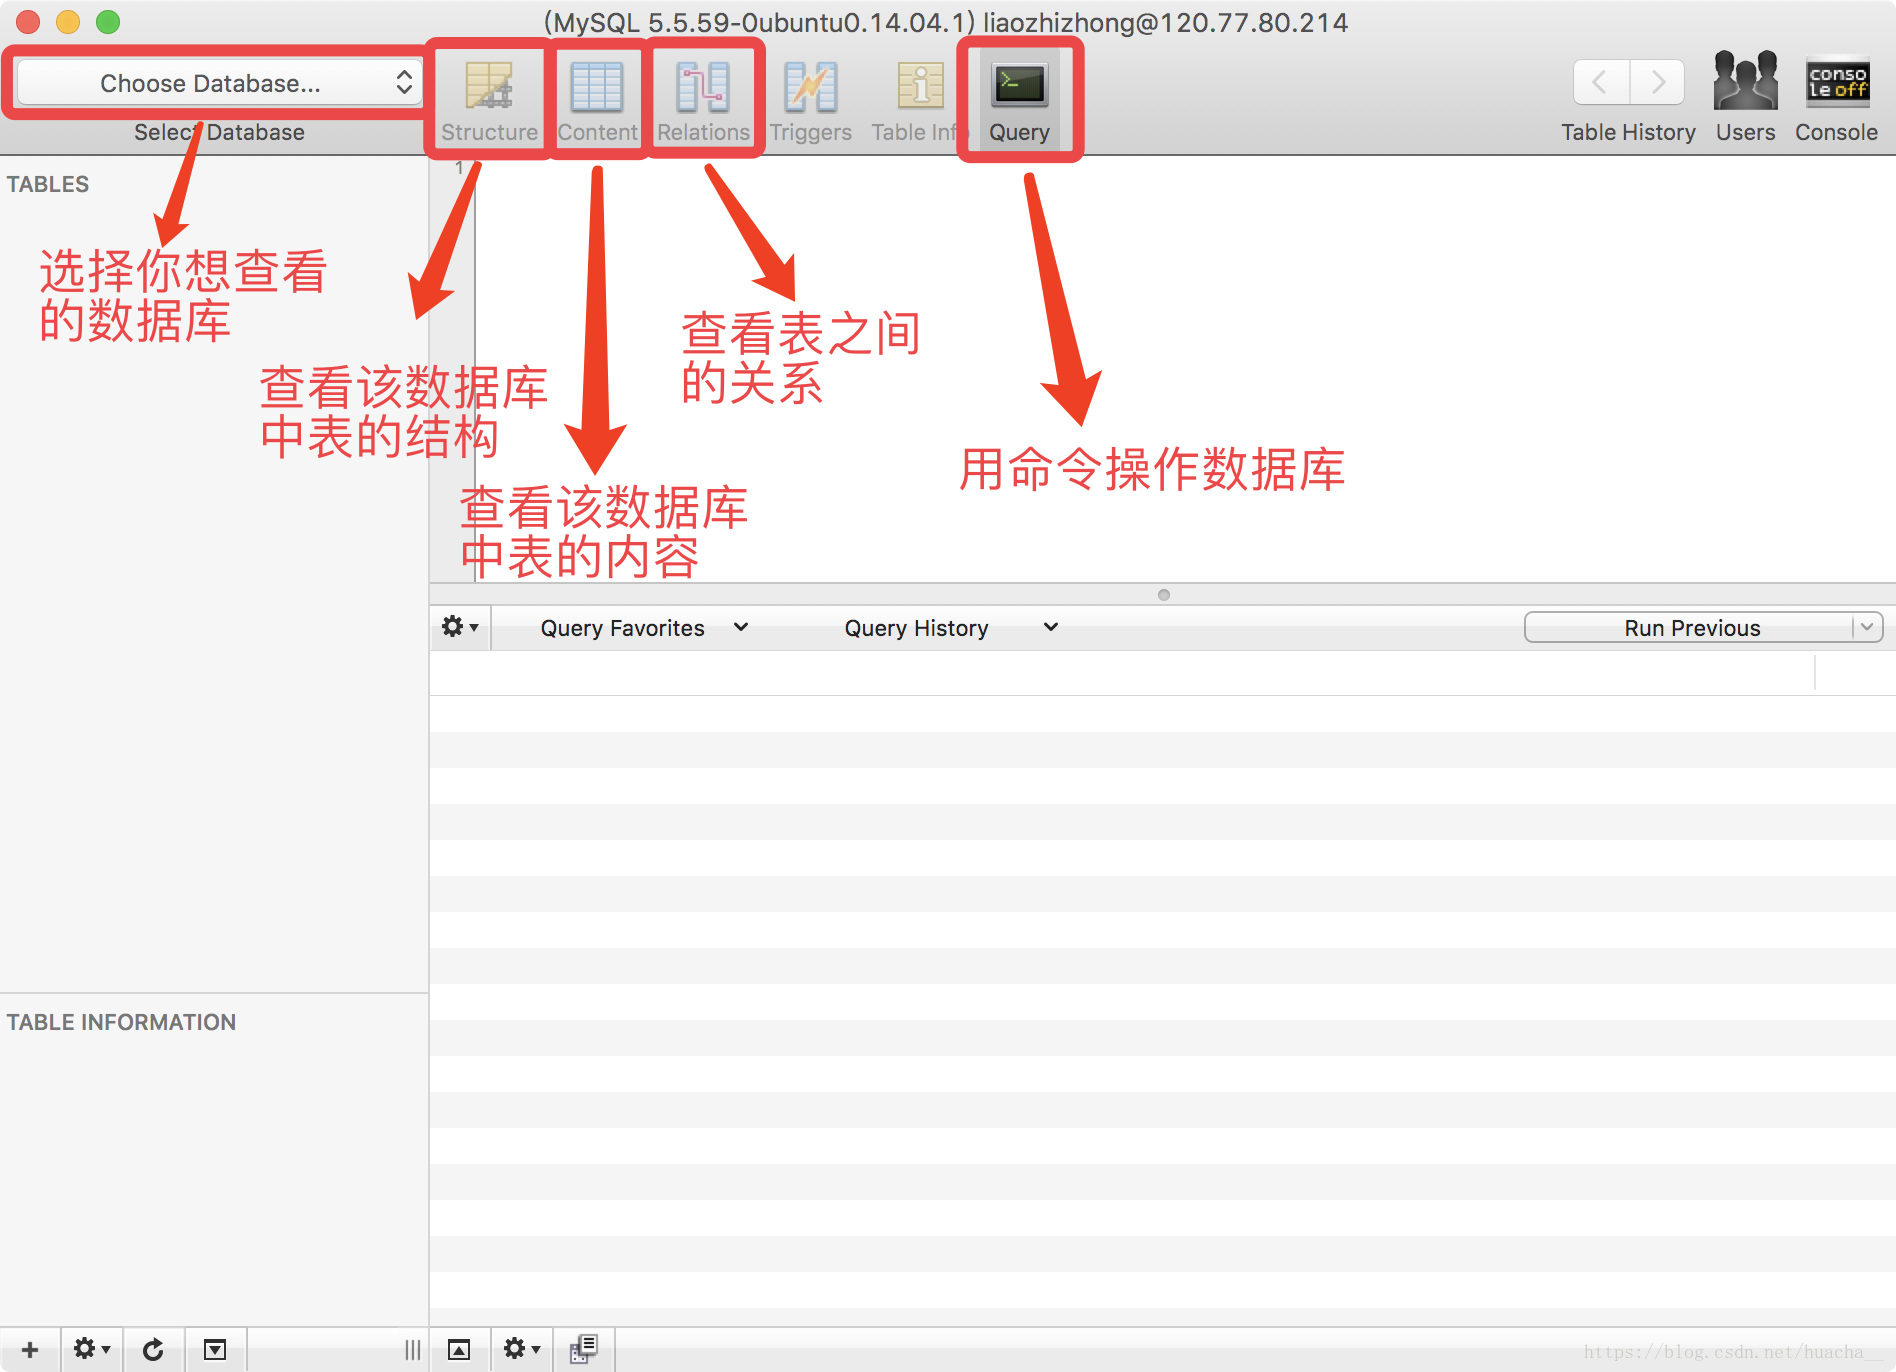 (MySQL 5.5.59-0ubuntu0.14.04.1) liaozhizhong@120.77.80.214
Choose Database...
Select Database
Structure
Content
Relations
Triggers
Table Inf
Query
Table History
Users
conso
le off
Console
TABLES
1
选择你想查看
的数据库
查看该数据库
中表的结构
查看该数据库
中表的内容
查看表之间
的关系
用命令操作数据库
Query Favorites
Query History
Run Previous
TABLE INFORMATION
https://blog.csdn.net/huacha__